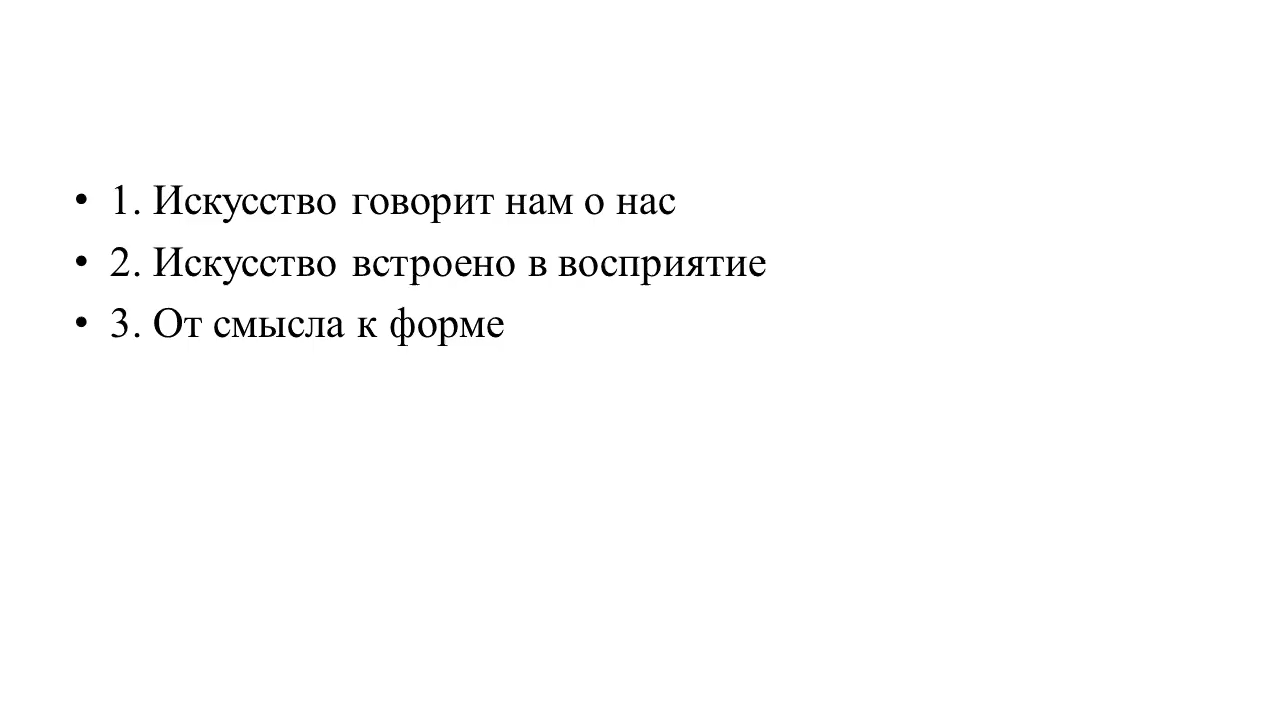 • 1. Искусство говорит нам о нас
• 2. Искусство встроено в восприятие
• 3. От смысла к форме